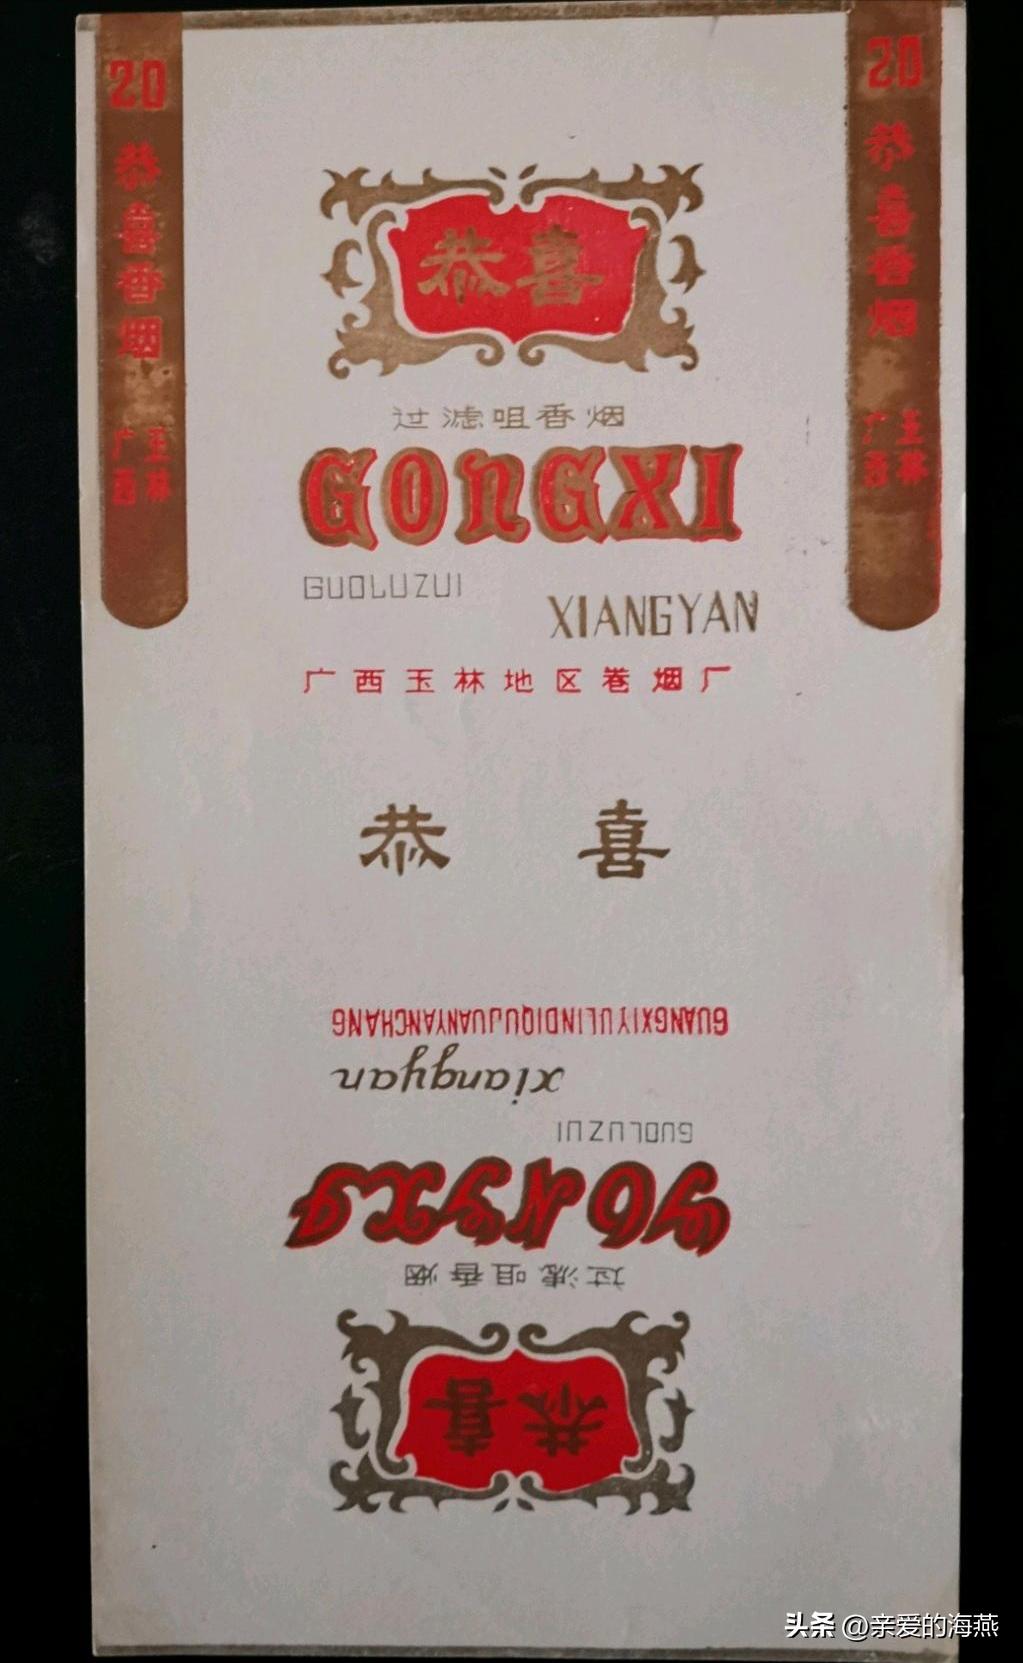 20
恭喜香烟
广西
玉林
20
恭喜香烟
广西
玉林
恭喜
过滤咀香烟
GONGXI
GUOLUZUI
XIANGYAN
广西玉林地区卷烟厂
恭喜
GUANGXIYULINDIQUJUANYANCHANG
xiangyan
GUOLUZUI
GONGXI
过滤咀香烟
恭喜
头条 @亲爱的海燕